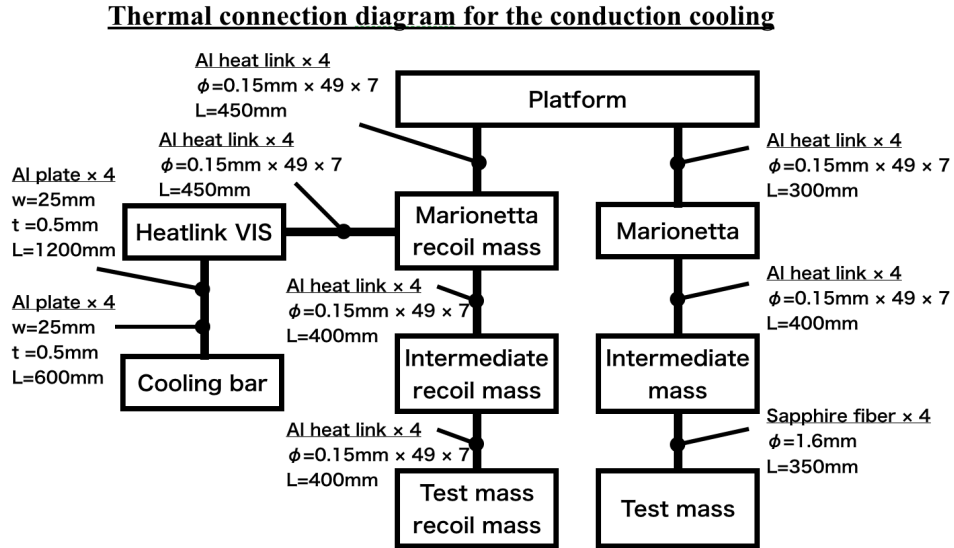 Thermal connection diagram for the conduction cooling
Al heat link × 4
φ=0.15mm × 49 × 7
L=450mm
Platform
Al heat link × 4
φ=0.15mm × 49 × 7
L=450mm
Al heat link × 4
φ=0.15mm × 49 × 7
L=300mm
Al plate × 4
w=25mm
t =0.5mm
L=1200mm
Heatlink VIS
Marionetta
recoil mass
Marionetta
Al heat link × 4
φ=0.15mm × 49 × 7
L=400mm
Al heat link × 4
φ=0.15mm × 49 × 7
L=400mm
Al plate × 4
w=25mm
t =0.5mm
L=600mm
Cooling bar
Intermediate
recoil mass
Intermediate
mass
Al heat link × 4
φ=0.15mm × 49 × 7
L=400mm
Sapphire fiber × 4
φ=1.6mm
L=350mm
Test mass
recoil mass
Test mass